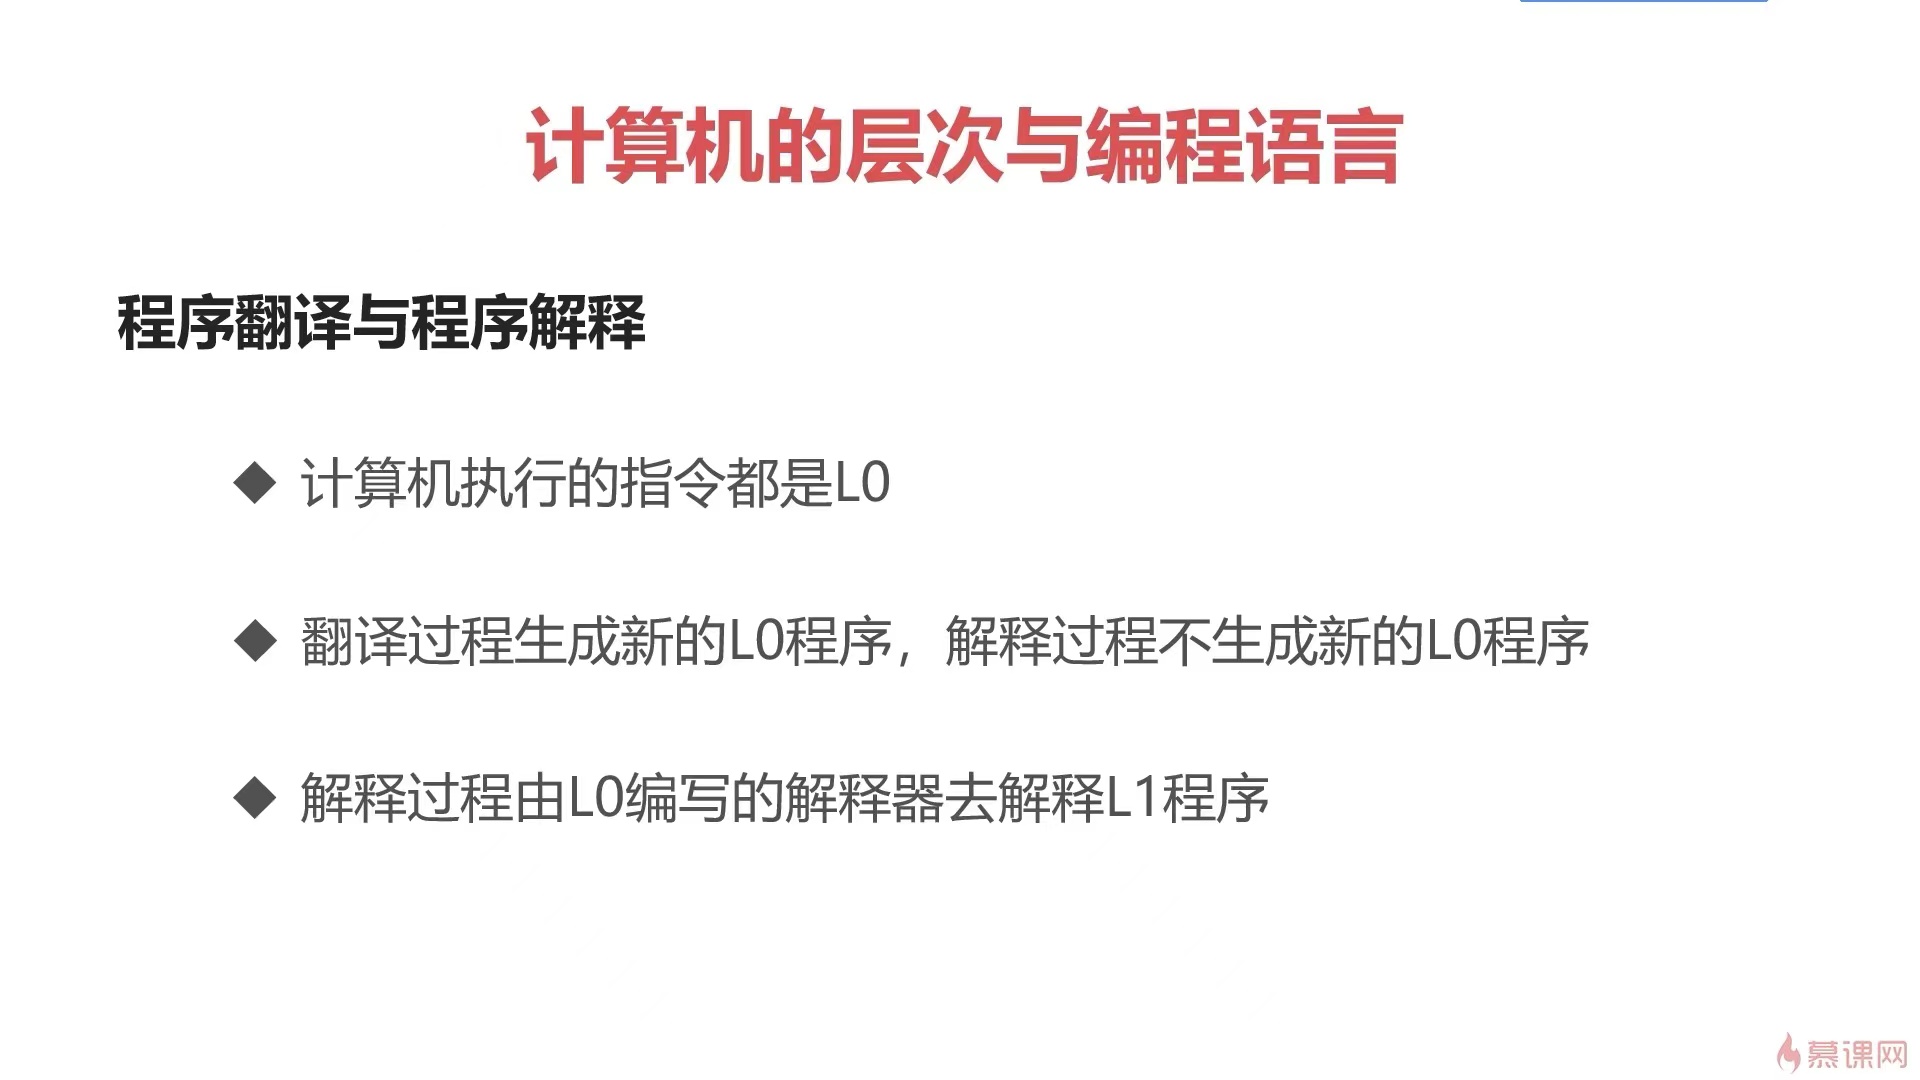 计算机的层次与编程语言
程序翻译与程序解释
◆ 计算机执行的指令都是L0
◆ 翻译过程生成新的L0程序，解释过程不生成新的L0程序
◆ 解释过程由L0编写的解释器去解释L1程序
慕课网